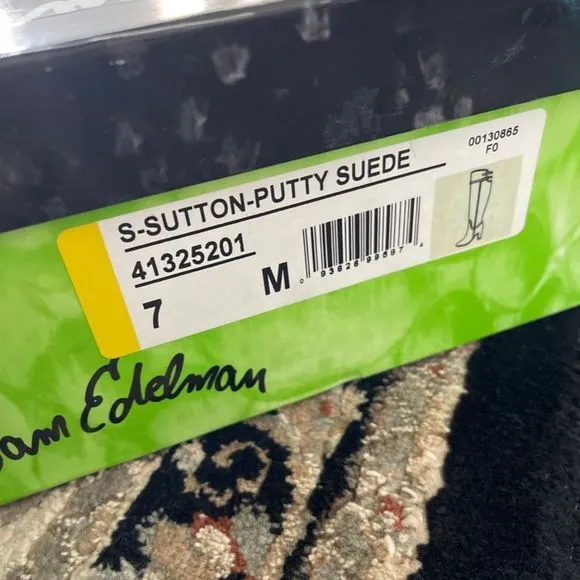 S-SUTTON-PUTTY SUEDE
00130865
F0
41325201
7
M
Sam Edelman